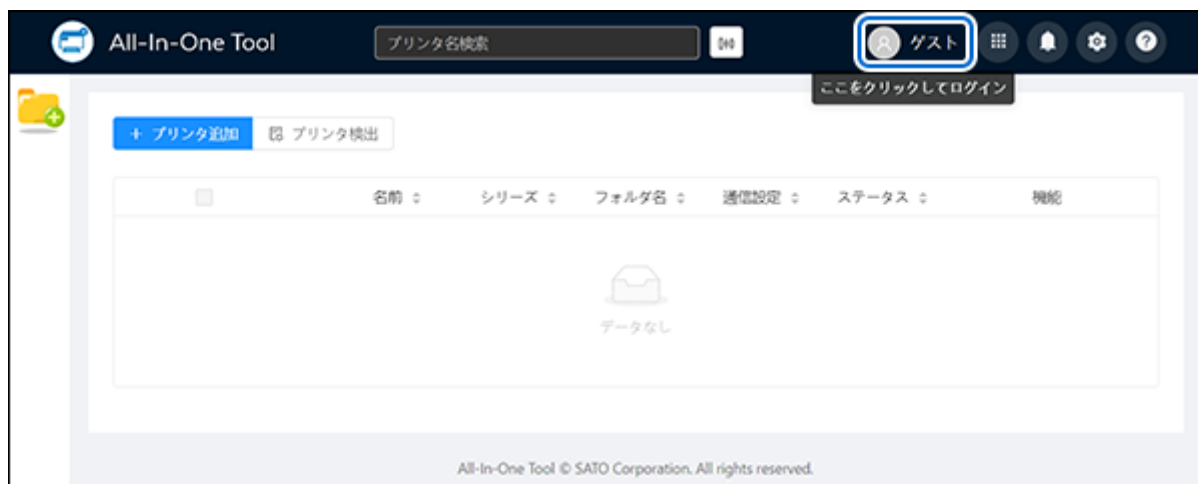 All-In-One Tool
プリンタ名検索
ゲスト
ここをクリックしてログイン
+ プリンタ追加
プリンタ検出
名前 シリーズ フォルダ名 通信設定 ステータス 機能
データなし
All-In-One Tool © SATO Corporation. All rights reserved.